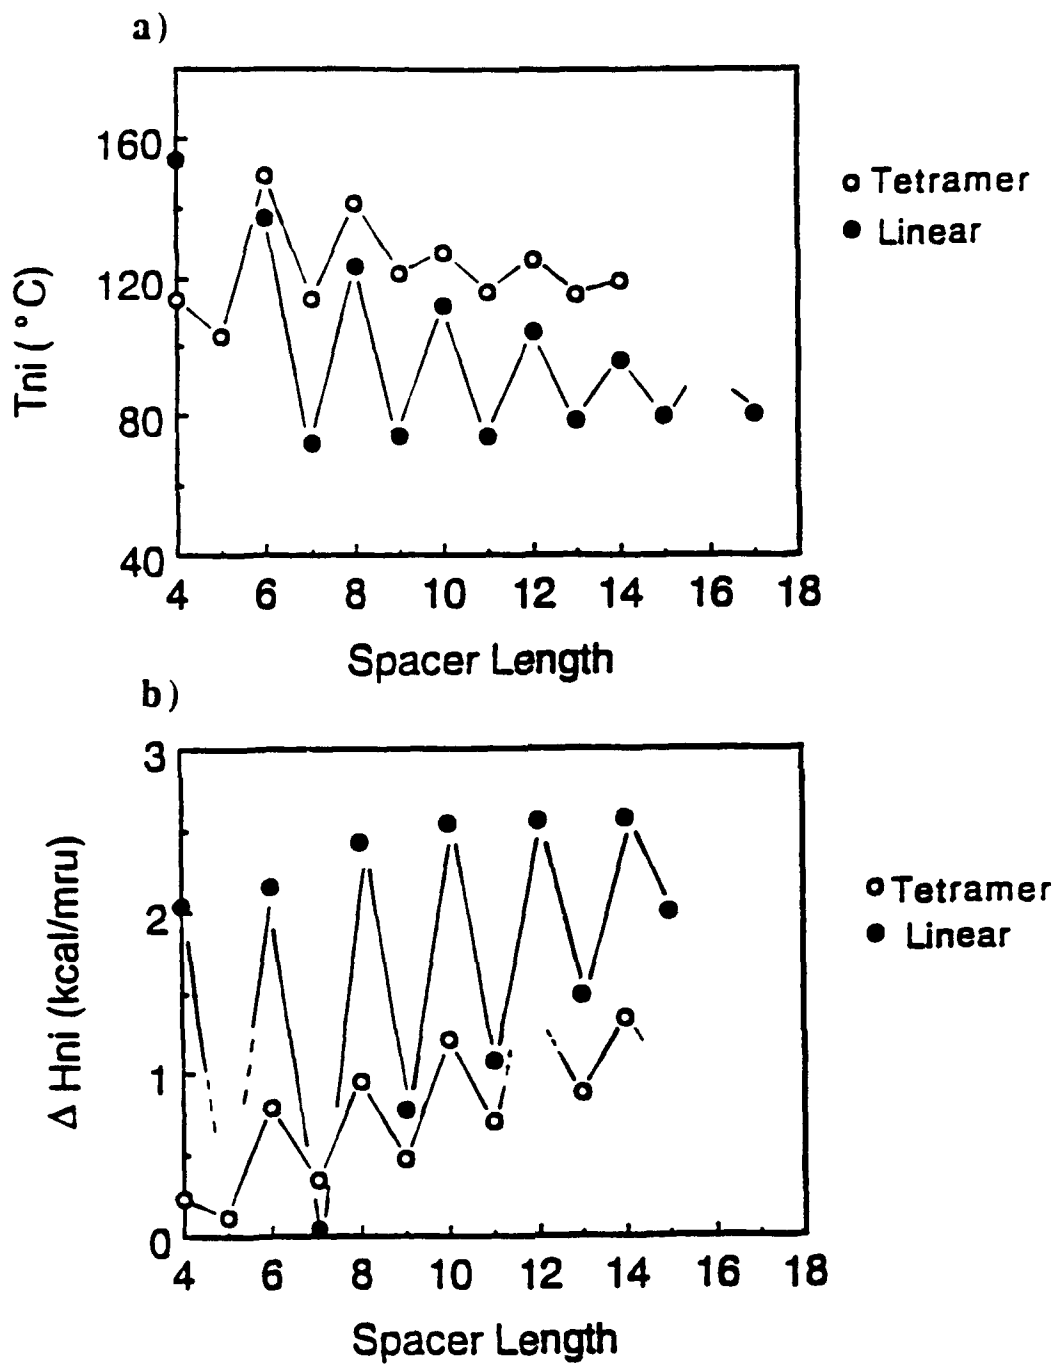 a)
160
120
80
40
Tni ( °C)
4 6 8 10 12 14 16 18
Spacer Length
Tetramer
Linear
b)
3
2
1
0
Δ Hni (kcal/mru)
4 6 8 10 12 14 16 18
Spacer Length
Tetramer
Linear